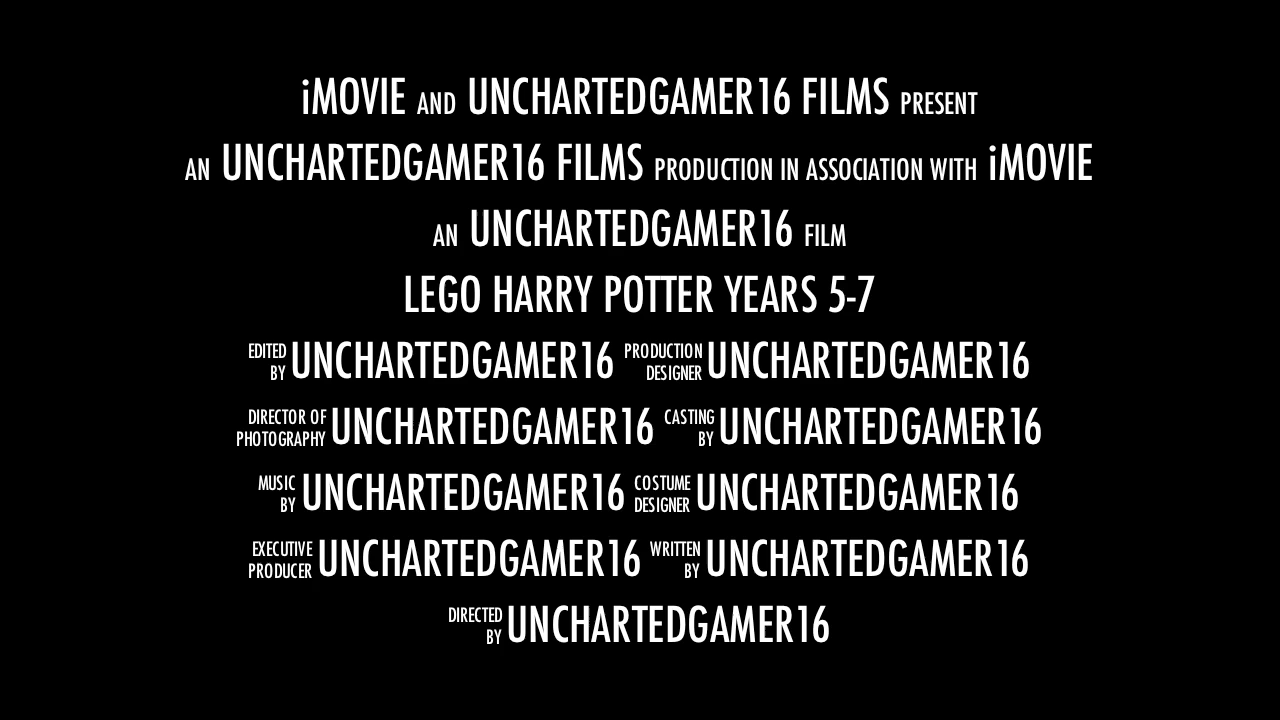 iMOVIE AND UNCHARTEDGAMER16 FILMS PRESENT
AN UNCHARTEDGAMER16 FILMS PRODUCTION IN ASSOCIATION WITH iMOVIE
AN UNCHARTEDGAMER16 FILM
LEGO HARRY POTTER YEARS 5-7
EDITED BY UNCHARTEDGAMER16 PRODUCTION DESIGNER UNCHARTEDGAMER16
DIRECTOR OF PHOTOGRAPHY UNCHARTEDGAMER16 CASTING BY UNCHARTEDGAMER16
MUSIC BY UNCHARTEDGAMER16 COSTUME DESIGNER UNCHARTEDGAMER16
EXECUTIVE PRODUCER UNCHARTEDGAMER16 WRITTEN BY UNCHARTEDGAMER16
DIRECTED BY UNCHARTEDGAMER16